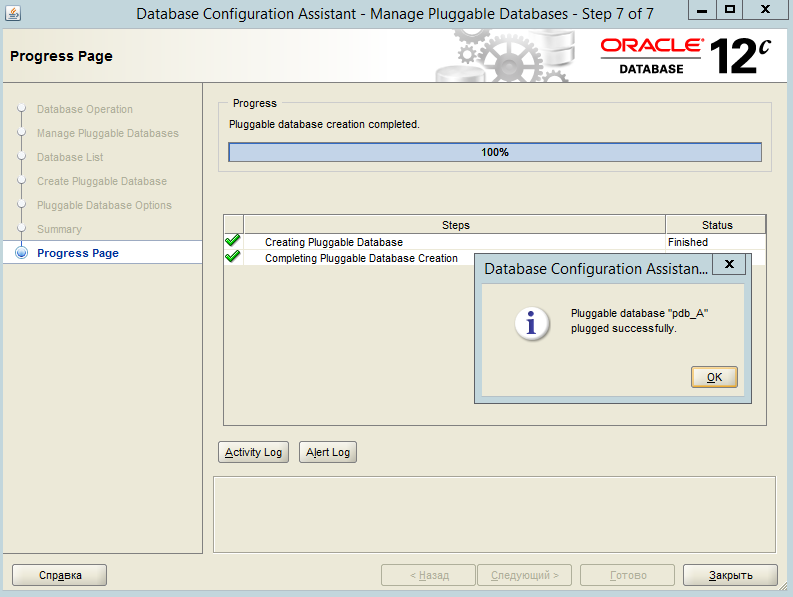 Database Configuration Assistant - Manage Pluggable Databases - Step 7 of 7
Progress Page
ORACLE®
DATABASE
12c
Database Operation
Manage Pluggable Databases
Database List
Create Pluggable Database
Pluggable Database Options
Summary
Progress Page
Progress
Pluggable database creation completed.
100%
Steps Status
Creating Pluggable Database Finished
Completing Pluggable Database Creation
Database Configuration Assistan... X
Pluggable database "pdb_A"
plugged successfully.
OK
Activity Log Alert Log
Справка < Назад Следующий > Готово Закрыть